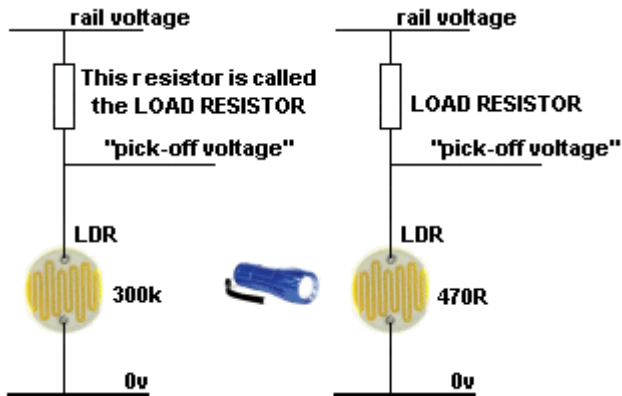 rail voltage
This resistor is called
the LOAD RESISTOR
"pick-off voltage"
LDR
300k
0v
rail voltage
LOAD RESISTOR
"pick-off voltage"
LDR
470R
0v